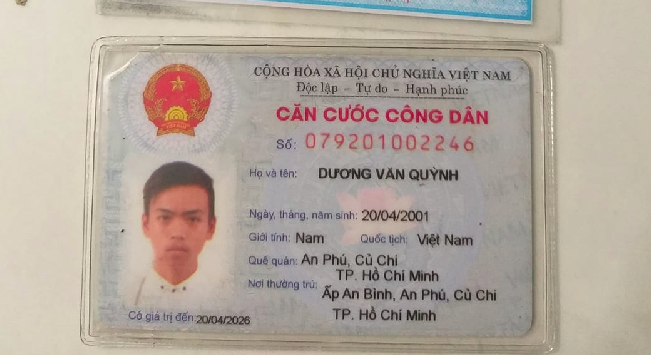 CỘNG HÒA XÃ HỘI CHỦ NGHĨA VIỆT NAM
Độc lập - Tự do - Hạnh phúc
CĂN CƯỚC CÔNG DÂN
Số: 079201002246
Họ và tên: DƯƠNG VĂN QUỲNH
Ngày, tháng, năm sinh: 20/04/2001
Giới tính: Nam Quốc tịch: Việt Nam
Quê quán: An Phú, Củ Chi
TP. Hồ Chí Minh
Nơi thường trú: Ấp An Bình, An Phú, Củ Chi
TP. Hồ Chí Minh
Có giá trị đến: 20/04/2026